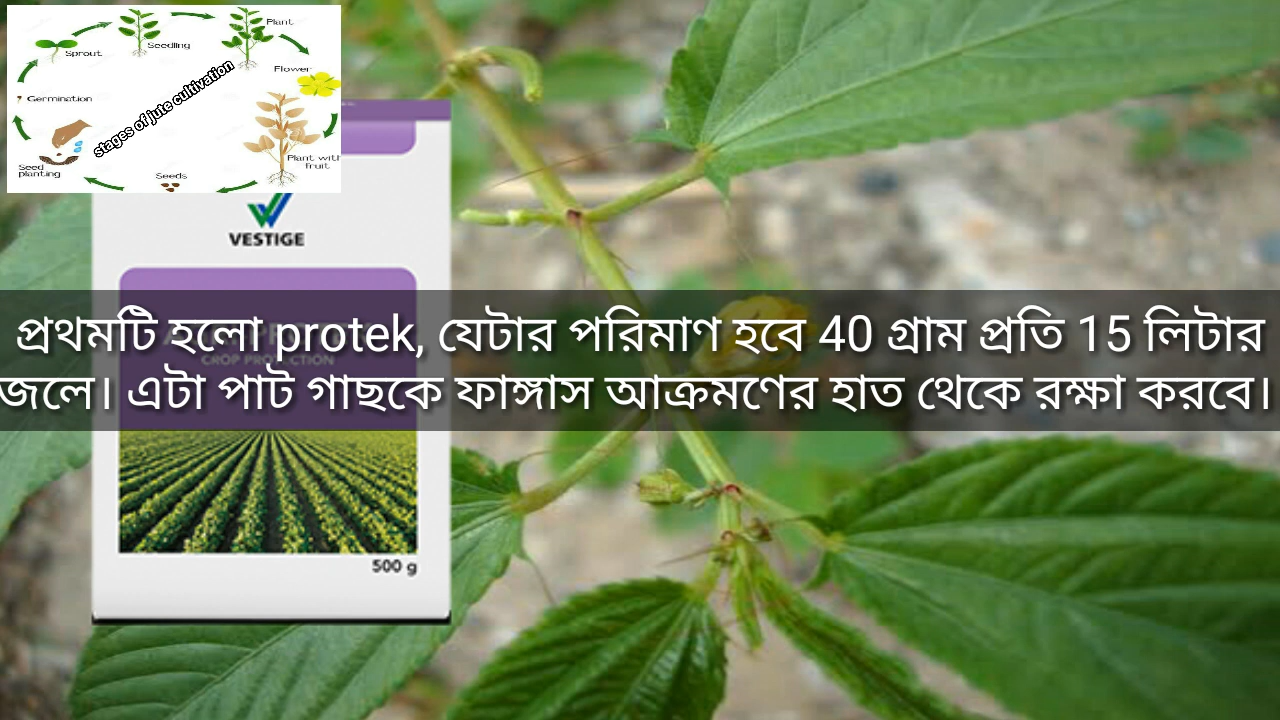 Plant
Sprout
Seedling
Flower
stages of jute cultivation
Germination
Plant with
fruit
Seed
planting
Seeds
VESTIGE
প্রথমটি হলো protek, যেটার পরিমাণ হবে 40 গ্রাম প্রতি 15 লিটার
CROP PROTECTION
জলে। এটা পাট গাছকে ফাঙ্গাস আক্রমণের হাত থেকে রক্ষা করবে।
500 g